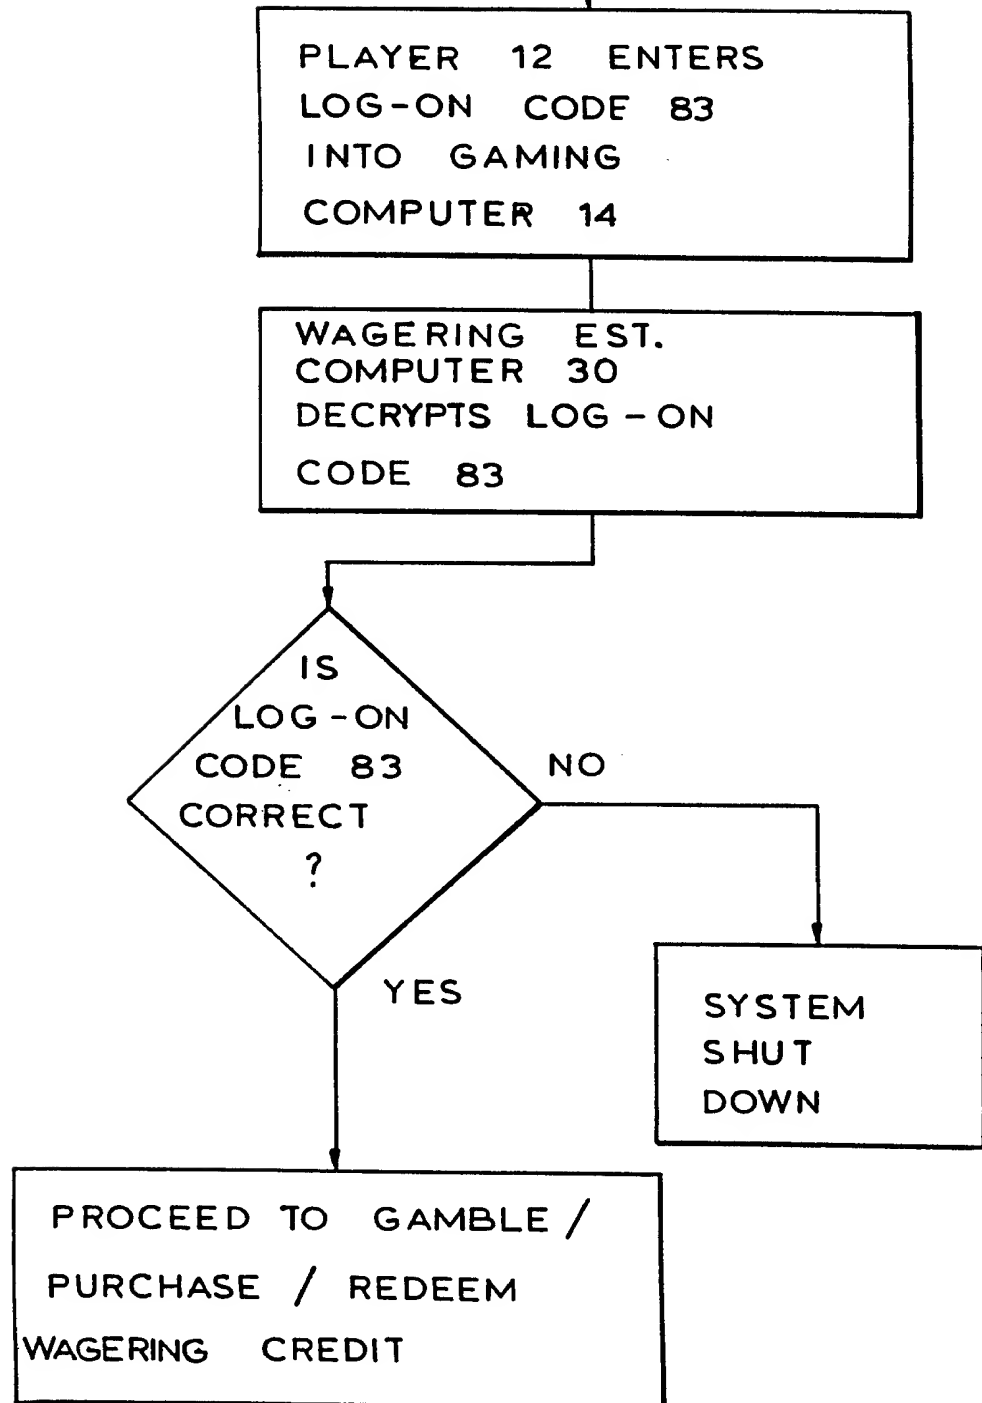 PLAYER 12 ENTERS
LOG-ON CODE 83
INTO GAMING
COMPUTER 14
WAGERING EST.
COMPUTER 30
DECRYPTS LOG-ON
CODE 83
IS
LOG-ON
CODE 83
CORRECT
?
NO
YES
SYSTEM
SHUT
DOWN
PROCEED TO GAMBLE /
PURCHASE / REDEEM
WAGERING CREDIT